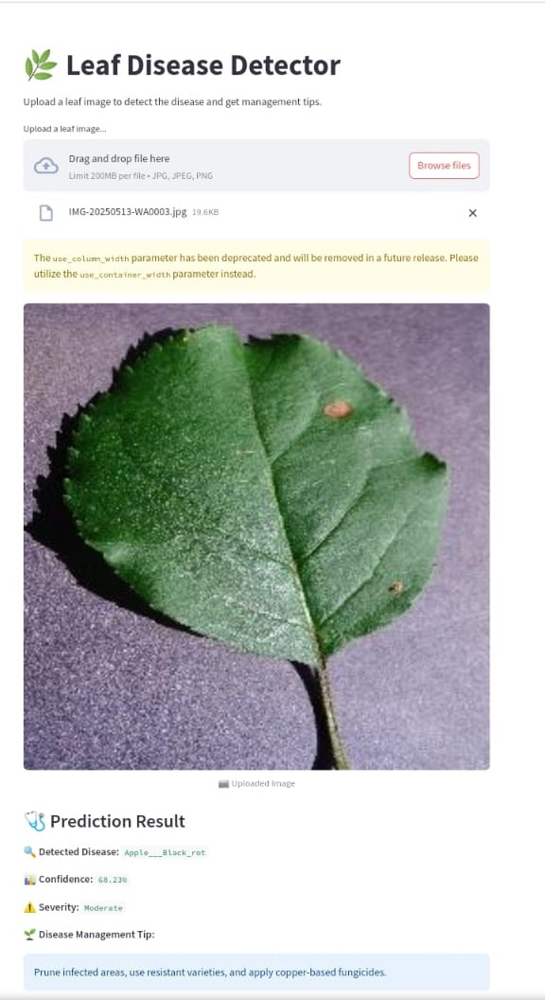 Leaf Disease Detector
Upload a leaf image to detect the disease and get management tips.
Upload a leaf image...
Drag and drop file here
Limit 200MB per file • JPG, JPEG, PNG
Browse files
IMG-20250513-WA0003.jpg 19.6KB
The use_column_width parameter has been deprecated and will be removed in a future release. Please
utilize the use_container_width parameter instead.
Uploaded Image
Prediction Result
Detected Disease: Apple___Black_rot
Confidence: 68.23%
Severity: Moderate
Disease Management Tip:
Prune infected areas, use resistant varieties, and apply copper-based fungicides.